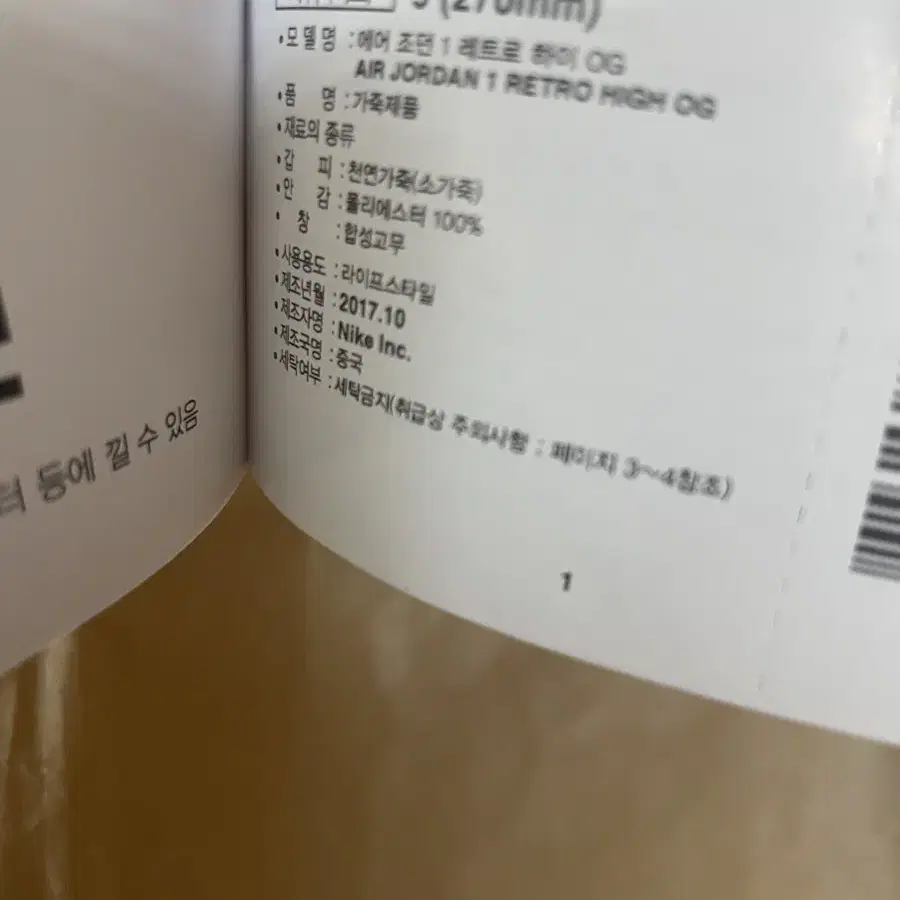 터 등에 낄 수 있음
9 (270mm)
•모델명 : 에어 조던 1 레트로 하이 OG
AIR JORDAN 1 RETRO HIGH OG
•품 명 : 가죽제품
•재료의 종류
•갑 피 : 천연가죽(소가죽)
•안 감 : 폴리에스터 100%
• 창 : 합성고무
•사용용도 : 라이프스타일
•제조년월 : 2017.10
•제조자명 : Nike Inc.
•제조국명 : 중국
•세탁여부 : 세탁금지(취급상 주의사항 : 페이지 3~4참조)
1